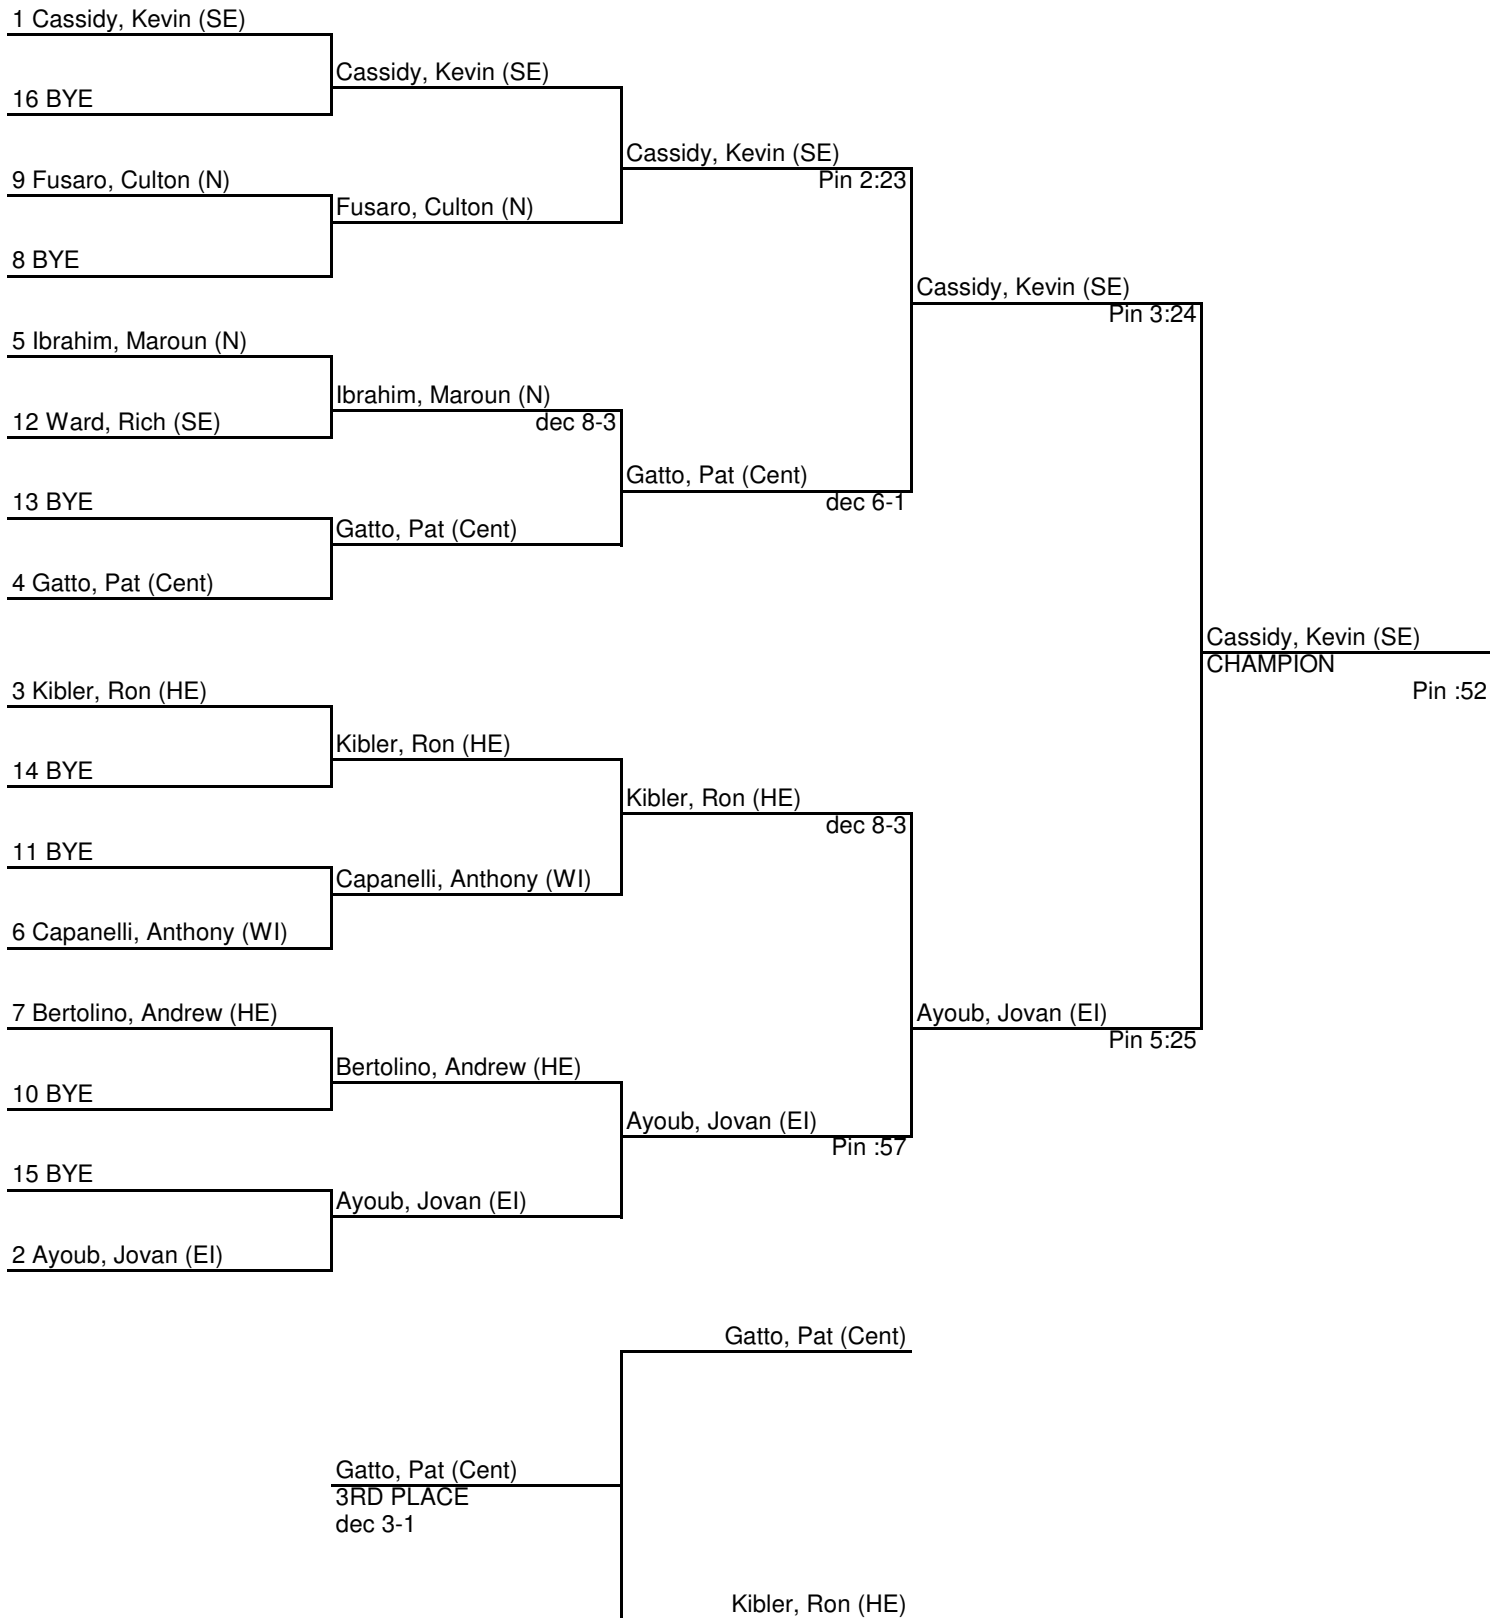 1 Cassidy, Kevin (SE)
Cassidy, Kevin (SE)
16 BYE
Cassidy, Kevin (SE)
Pin 2:23
9 Fusaro, Culton (N)
Fusaro, Culton (N)
8 BYE
Cassidy, Kevin (SE)
Pin 3:24
5 Ibrahim, Maroun (N)
Ibrahim, Maroun (N)
dec 8-3
12 Ward, Rich (SE)
Gatto, Pat (Cent)
dec 6-1
13 BYE
Gatto, Pat (Cent)
4 Gatto, Pat (Cent)
Cassidy, Kevin (SE)
CHAMPION
Pin :52
3 Kibler, Ron (HE)
Kibler, Ron (HE)
14 BYE
Kibler, Ron (HE)
dec 8-3
11 BYE
Capanelli, Anthony (WI)
6 Capanelli, Anthony (WI)
7 Bertolino, Andrew (HE)
Ayoub, Jovan (EI)
Pin 5:25
Bertolino, Andrew (HE)
10 BYE
Ayoub, Jovan (EI)
Pin :57
15 BYE
Ayoub, Jovan (EI)
2 Ayoub, Jovan (EI)
Gatto, Pat (Cent)
Gatto, Pat (Cent)
3RD PLACE
dec 3-1
Kibler, Ron (HE)